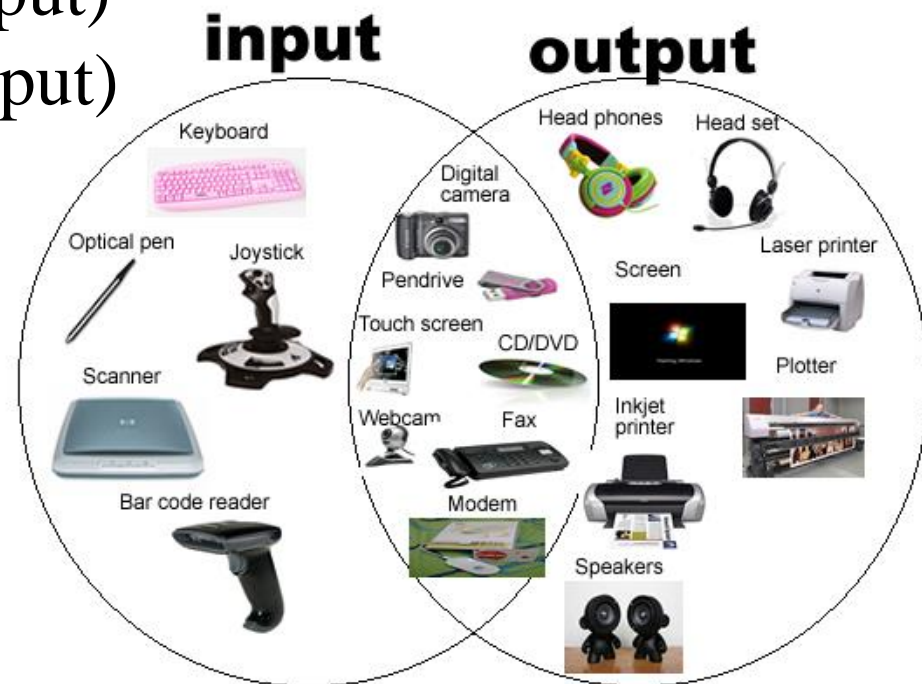 put)
put)
input
output
Keyboard
Optical pen
Joystick
Scanner
Bar code reader
Digital
camera
Pendrive
Touch screen
CD/DVD
Webcam
Fax
Modem
Head phones
Head set
Screen
Laser printer
Plotter
Inkjet
printer
Speakers